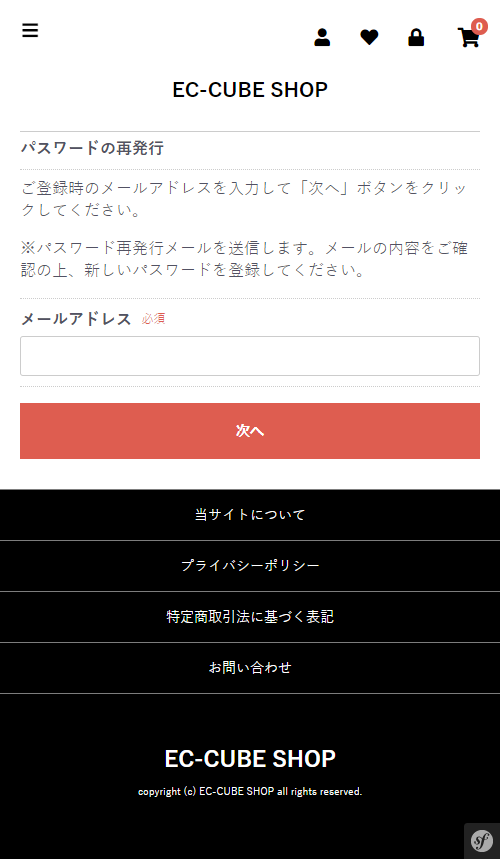 0
EC-CUBE SHOP
パスワードの再発行
ご登録時のメールアドレスを入力して「次へ」ボタンをクリッ
クしてください。
※パスワード再発行メールを送信します。メールの内容をご確
認の上、新しいパスワードを登録してください。
メールアドレス 必須
次へ
当サイトについて
プライバシーポリシー
特定商取引法に基づく表記
お問い合わせ
EC-CUBE SHOP
copyright (c) EC-CUBE SHOP all rights reserved.
sf